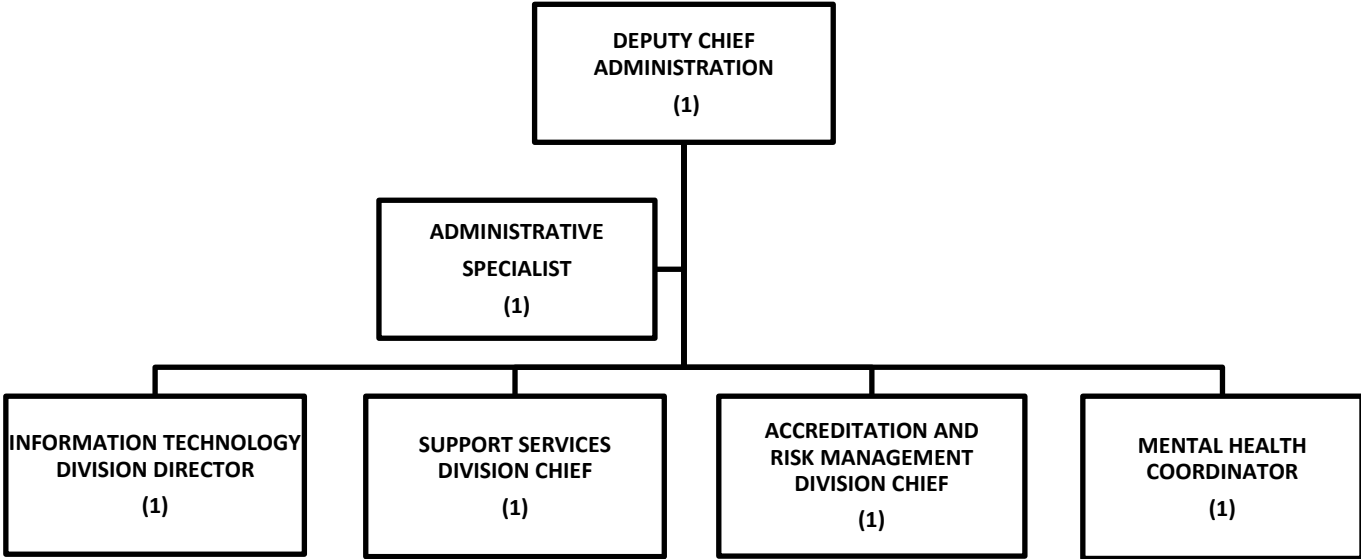 DEPUTY CHIEF
ADMINISTRATION
(1)
ADMINISTRATIVE
SPECIALIST
(1)
INFORMATION TECHNOLOGY
DIVISION DIRECTOR
(1)
SUPPORT SERVICES
DIVISION CHIEF
(1)
ACCREDITATION AND
RISK MANAGEMENT
DIVISION CHIEF
(1)
MENTAL HEALTH
COORDINATOR
(1)